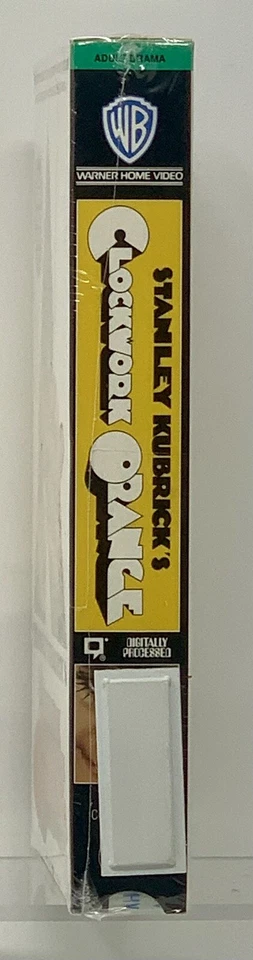 ADULT DRAMA
WB
WARNER HOME VIDEO
STANLEY KUBRICK'S
CLOCKWORK ORANGE
DIGITALLY
PROCESSED